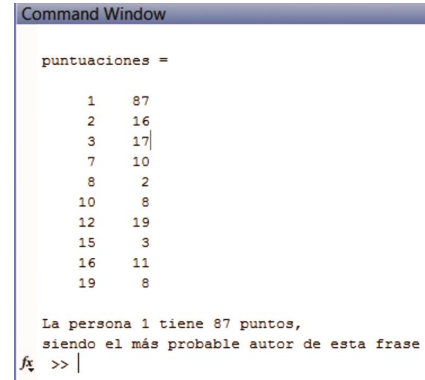 Command Window
puntuaciones =
1 87
2 16
3 17
7 10
8 2
10 8
12 19
15 3
16 11
19 8
La persona 1 tiene 87 puntos,
siendo el más probable autor de esta frase
fx >>